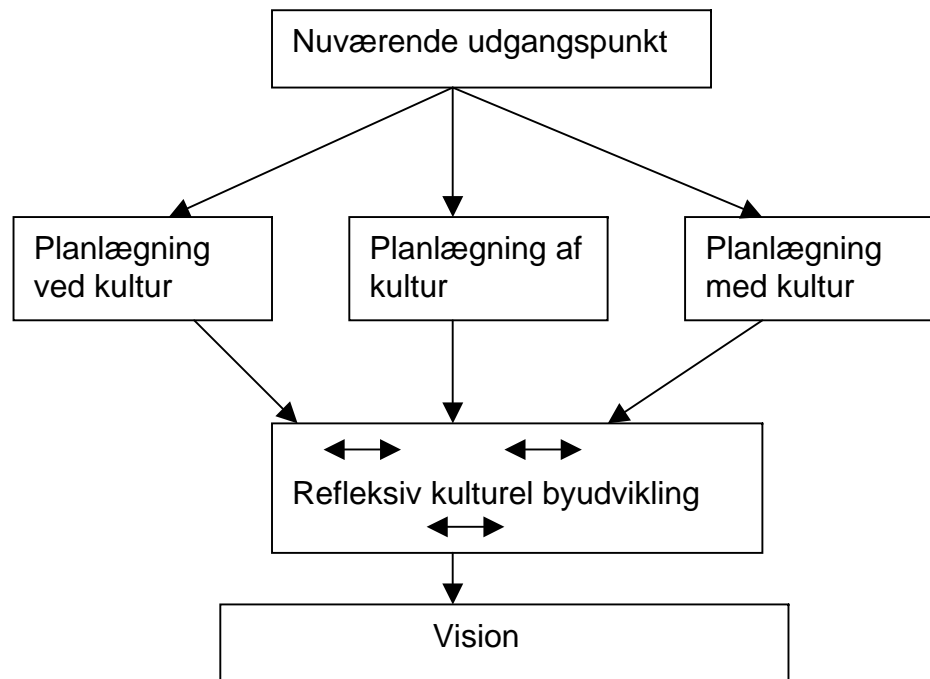 Nuværende udgangspunkt
Planlægning
ved kultur
Planlægning af
kultur
Planlægning
med kultur
Refleksiv kulturel byudvikling
Vision